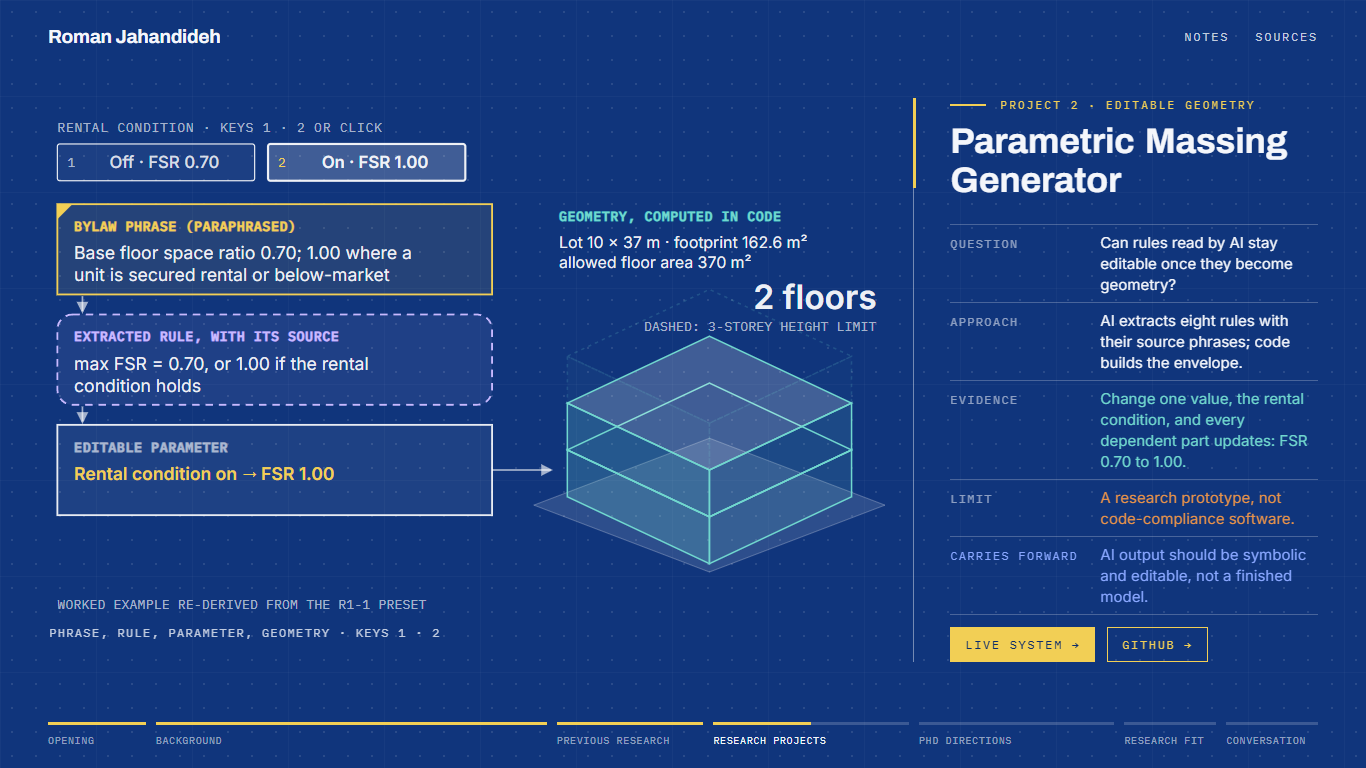 Roman Jahandideh
NOTES
SOURCES
RENTAL CONDITION · KEYS 1 · 2 OR CLICK
1 Off · FSR 0.70
2 On · FSR 1.00
BYLAW PHRASE (PARAPHRASED)
Base floor space ratio 0.70; 1.00 where a
unit is secured rental or below-market
EXTRACTED RULE, WITH ITS SOURCE
max FSR = 0.70, or 1.00 if the rental
condition holds
EDITABLE PARAMETER
Rental condition on → FSR 1.00
GEOMETRY, COMPUTED IN CODE
Lot 10 × 37 m · footprint 162.6 m²
allowed floor area 370 m²
2 floors
DASHED: 3-STOREY HEIGHT LIMIT
WORKED EXAMPLE RE-DERIVED FROM THE R1-1 PRESET
PHRASE, RULE, PARAMETER, GEOMETRY · KEYS 1 · 2
PROJECT 2 · EDITABLE GEOMETRY
Parametric Massing
Generator
QUESTION
Can rules read by AI stay
editable once they become
geometry?
APPROACH
AI extracts eight rules with
their source phrases; code
builds the envelope.
EVIDENCE
Change one value, the rental
condition, and every
dependent part updates: FSR
0.70 to 1.00.
LIMIT
A research prototype, not
code-compliance software.
CARRIES FORWARD
AI output should be symbolic
and editable, not a finished
model.
LIVE SYSTEM →
GITHUB →
OPENING
BACKGROUND
PREVIOUS RESEARCH
RESEARCH PROJECTS
PHD DIRECTIONS
RESEARCH FIT
CONVERSATION